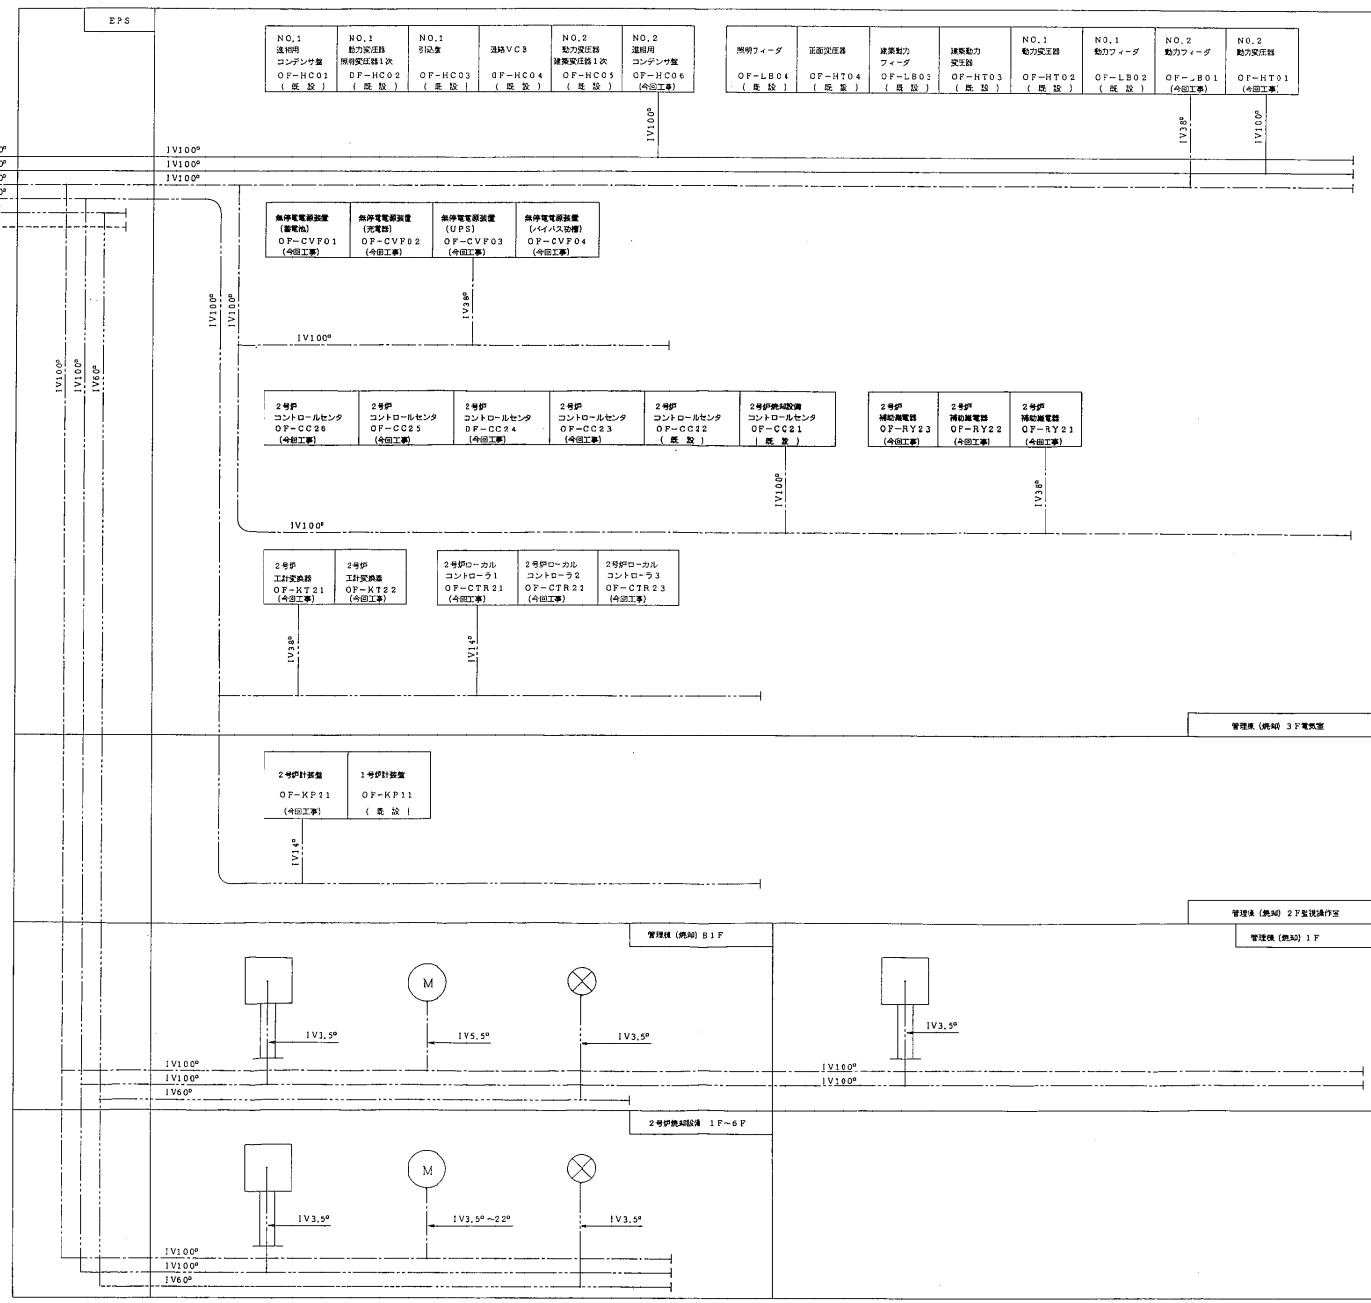 EPS
NO.1
進相用
コンデンサ盤
OF-HC01
(既設)
NO.1
動力変圧器
照明変圧器1次
OF-HC02
(既設)
NO.1
引込盤
OF-HC03
(既設)
連絡VCB
OF-HC04
(既設)
NO.2
動力変圧器
建築変圧器1次
OF-HC05
(既設)
NO.2
進相用
コンデンサ盤
OF-HC06
(今回工事)
照明フィーダ
OF-LB04
(既設)
正面変圧器
OF-HT04
(既設)
建築動力
フィーダ
OF-LB03
(既設)
建築動力
変圧器
OF-HT03
(既設)
NO.1
動力変圧器
OF-HT02
(既設)
NO.1
動力フィーダ
OF-LB02
(既設)
NO.2
動力フィーダ
OF-LB01
(今回工事)
NO.2
動力変圧器
OF-HT01
(今回工事)
IV100°
IV38°
IV100°
IV100°
IV100°
IV100°
無停電電源装置
(蓄電池)
OF-CVF01
(今回工事)
無停電電源装置
(充電器)
OF-CVF02
(今回工事)
無停電電源装置
(UPS)
OF-CVF03
(今回工事)
無停電電源装置
(バイパス切替)
OF-CVF04
(今回工事)
IV100°
IV100°
IV38°
IV100°
IV100°
IV100°
IV60°
2号炉
コントロールセンタ
OF-CC26
(今回工事)
2号炉
コントロールセンタ
OF-CC25
(今回工事)
2号炉
コントロールセンタ
OF-CC24
(今回工事)
2号炉
コントロールセンタ
OF-CC23
(今回工事)
2号炉
コントロールセンタ
OF-CC22
(既設)
2号炉焼却設備
コントロールセンタ
OF-CC21
(既設)
2号炉
補助継電器
OF-RY23
(今回工事)
2号炉
補助継電器
OF-RY22
(今回工事)
2号炉
補助継電器
OF-RY21
(今回工事)
IV100°
IV38°
IV100°
2号炉
工計変換器
OF-KT21
(今回工事)
2号炉
工計変換器
OF-KT22
(今回工事)
2号炉ローカル
コントローラ1
OF-CTR21
(今回工事)
2号炉ローカル
コントローラ2
OF-CTR22
(今回工事)
2号炉ローカル
コントローラ3
OF-CTR23
(今回工事)
IV38°
IV14°
管理棟(焼却)3F電気室
2号炉計装盤
OF-KP21
(今回工事)
1号炉計装盤
OF-KP11
(既設)
IV14°
管理棟(焼却)2F監視操作室
管理棟(焼却)B1F
管理棟(焼却)1F
M
IV3.5°
IV5.5°
IV3.5°
IV3.5°
IV100°
IV100°
IV60°
IV100°
IV100°
2号炉焼却設備 1F~6F
M
IV3.5°
IV3.5°~22°
IV3.5°
IV100°
IV100°
IV60°